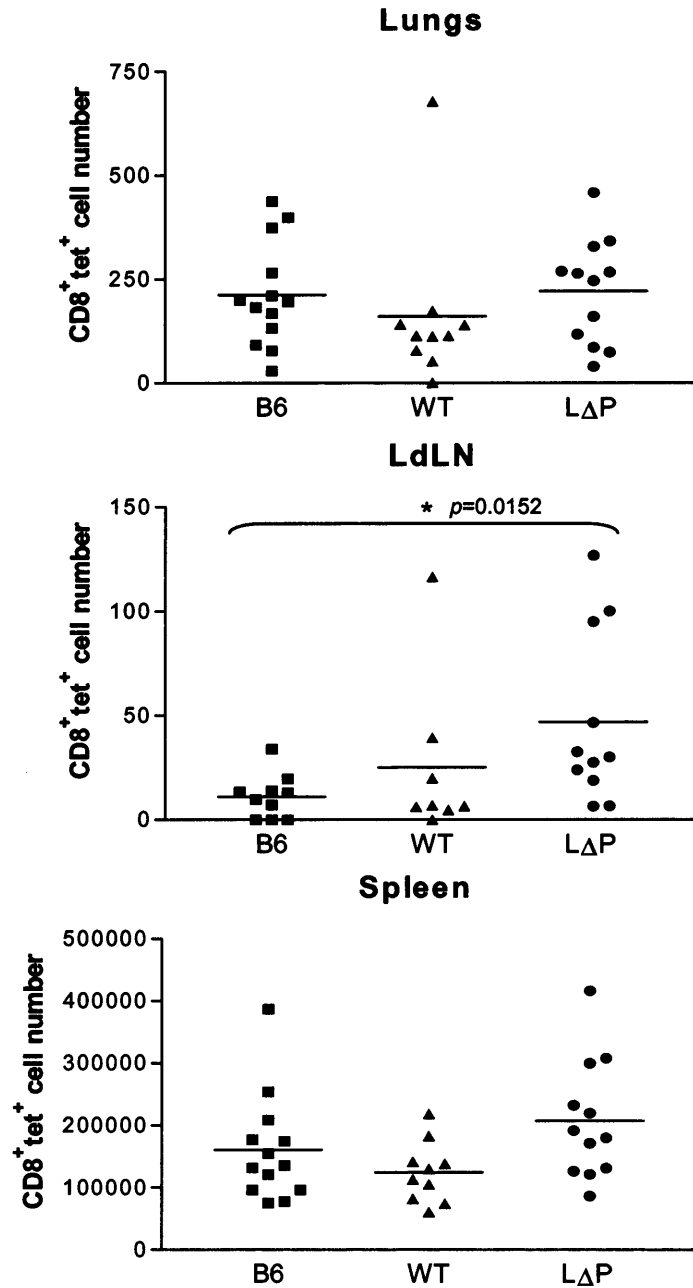 Lungs
CD8⁺tet⁺ cell number
750
500
250
0
B6 WT LΔP
LdLN
* p=0.0152
CD8⁺tet⁺ cell number
150
100
50
0
B6 WT LΔP
Spleen
CD8⁺tet⁺ cell number
500000
400000
300000
200000
100000
0
B6 WT LΔP